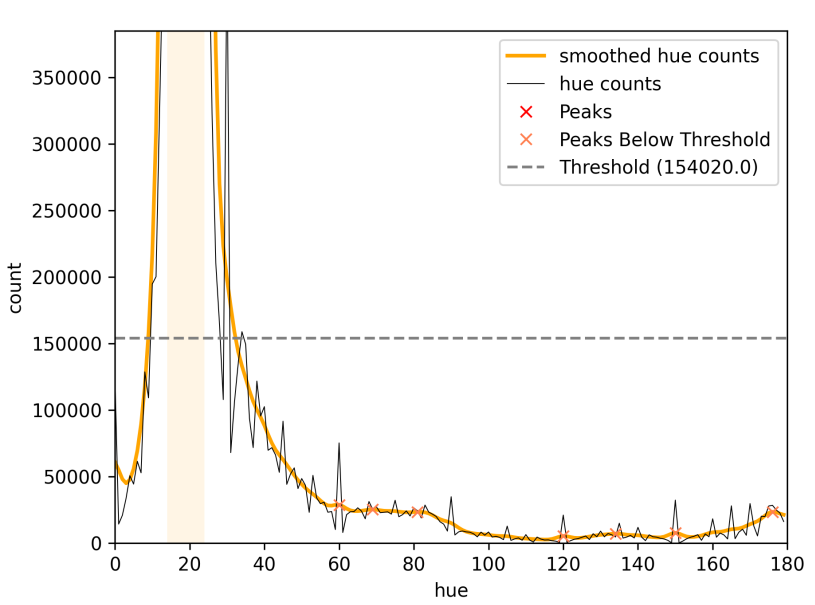 smoothed hue counts
hue counts
Peaks
Peaks Below Threshold
Threshold (154020.0)
350000
300000
250000
200000
150000
100000
50000
0
count
0 20 40 60 80 100 120 140 160 180
hue